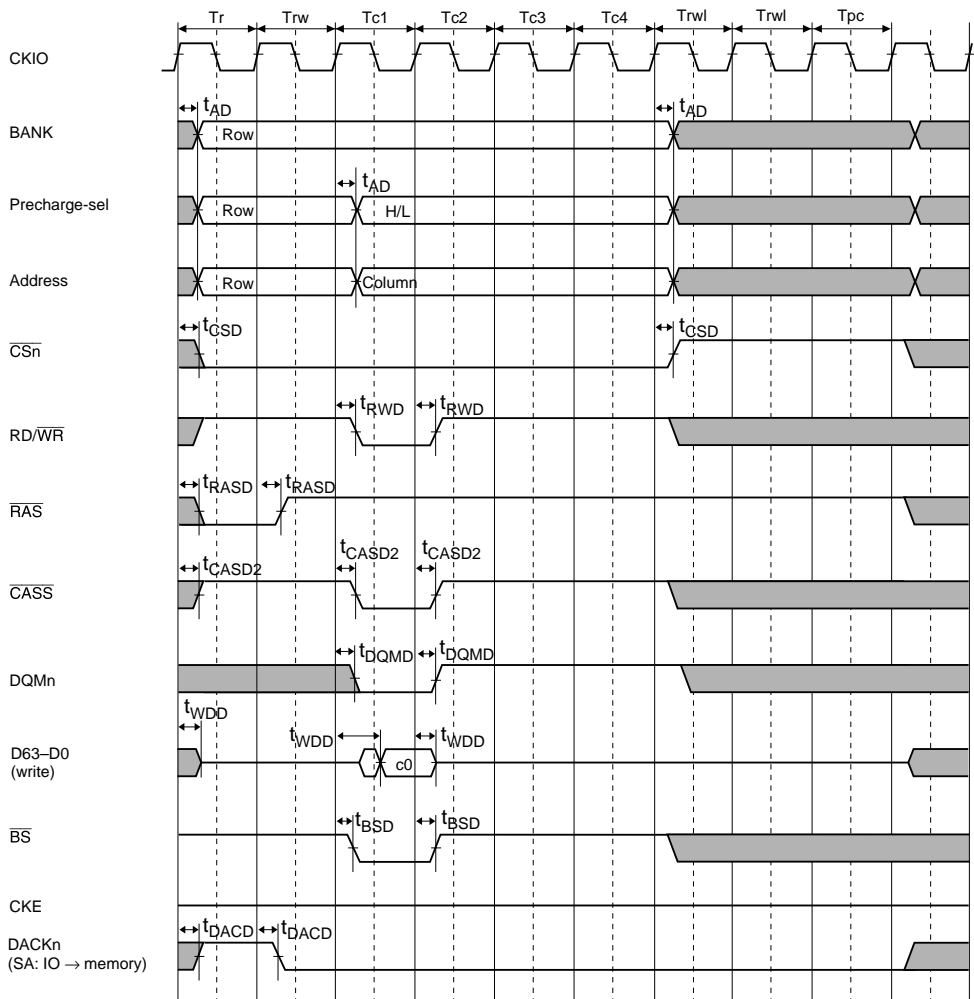 Tr Trw Tc1 Tc2 Tc3 Tc4 Trwl Trwl Tpc
CKIO
tAD tAD
BANK Row
tAD
Precharge-sel Row H/L
Address Row Column
tCSD tCSD
CSn
tRWD tRWD
RD/WR
tRASD tRASD
RAS
tCASD2 tCASD2 tCASD2
CASS
tDQMD tDQMD
DQMn
tWDD tWDD tWDD
D63–D0 c0
(write)
tBSD tBSD
BS
CKE
tDACD tDACD
DACKn
(SA: IO → memory)